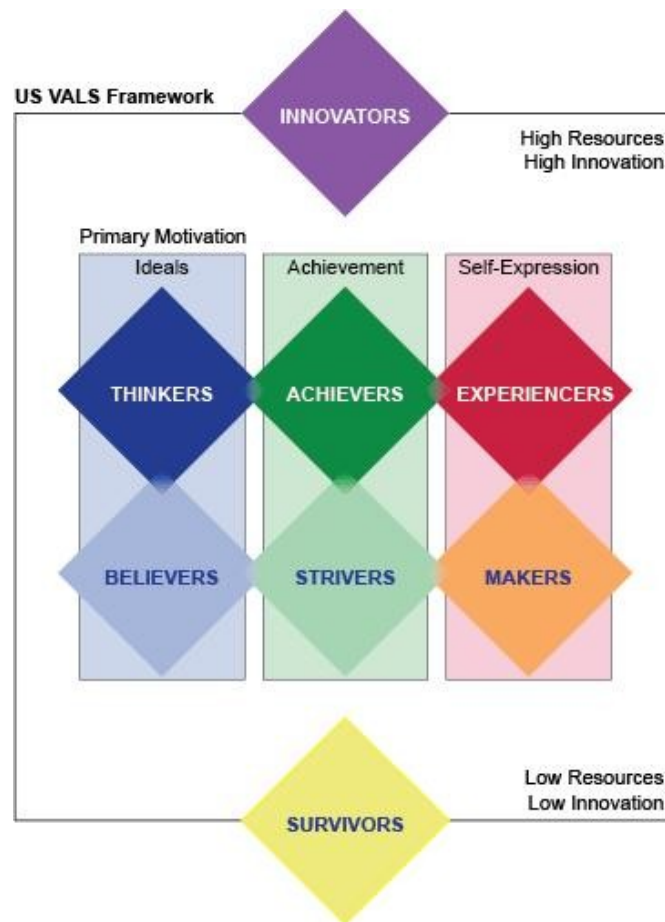 US VALS Framework
INNOVATORS
High Resources
High Innovation
Primary Motivation
Ideals
Achievement
Self-Expression
THINKERS
ACHIEVERS
EXPERIENCERS
BELIEVERS
STRIVERS
MAKERS
Low Resources
Low Innovation
SURVIVORS